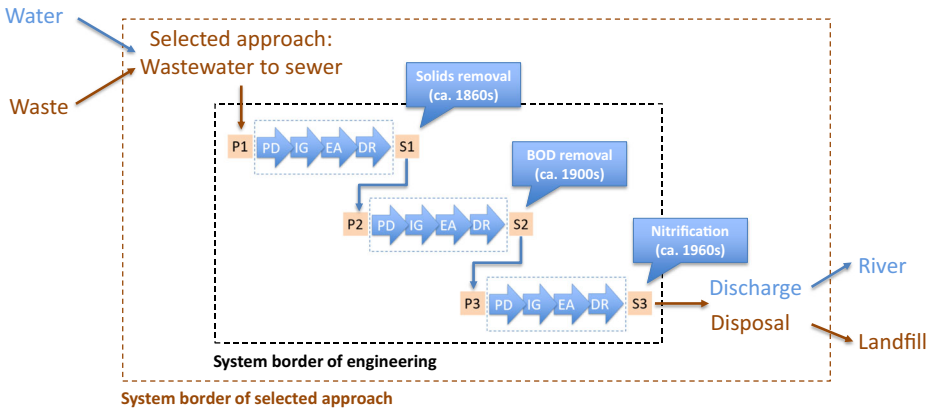 Water
Selected approach:
Wastewater to sewer
Waste
Solids removal
(ca. 1860s)
P1 PD IG EA DR S1
BOD removal
(ca. 1900s)
P2 PD IG EA DR S2
Nitrification
(ca. 1960s)
P3 PD IG EA DR S3
Discharge
River
Disposal
Landfill
System border of engineering
System border of selected approach